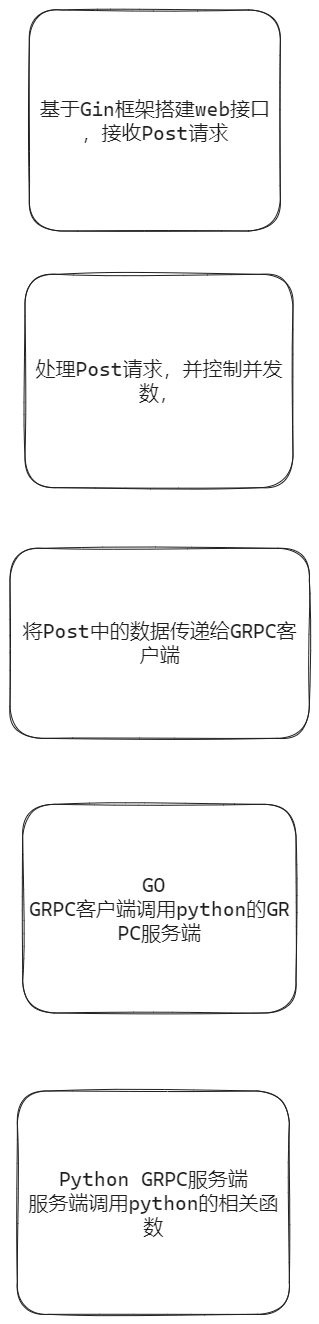 基于Gin框架搭建web接口
，接收Post请求
处理Post请求，并控制并发
数，
将Post中的数据传递给GRPC客
户端
GO
GRPC客户端调用python的GR
PC服务端
Python GRPC服务端
服务端调用python的相关函
数